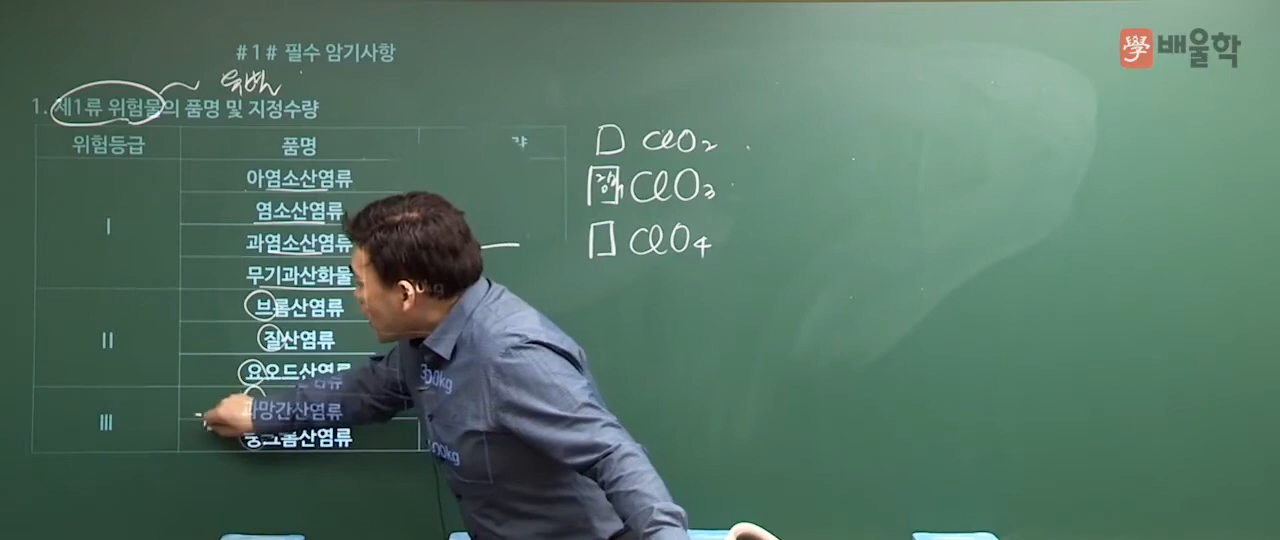 #1# 필수 암기사항
學 배울학
1. 제1류 위험물의 품명 및 지정수량
위험등급 품명
아염소산염류
I 염소산염류
과염소산염류
무기과산화물
브롬산염류
II 질산염류
요오드산염류 300kg
III 과망간산염류
중크롬산염류
ClO2
ClO3
ClO4